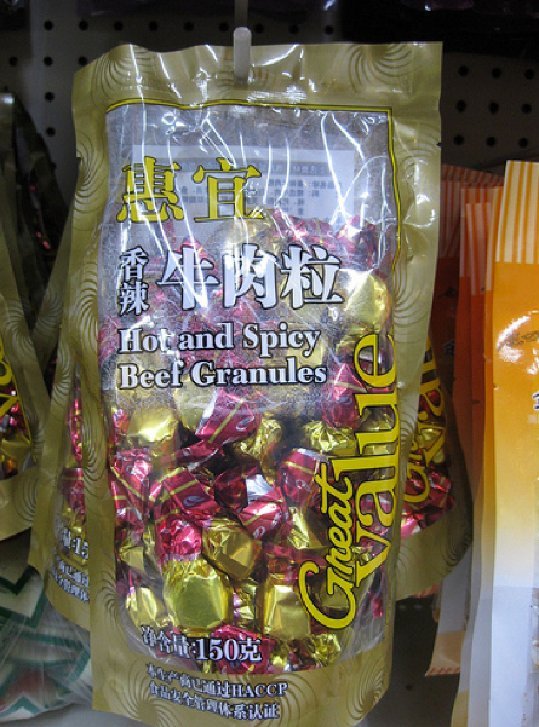 惠宜
香辣 牛肉粒
Hot and Spicy
Beef Granules
Great
Value
净含量:150克
本生产商已通过HACCP
食品安全管理体系认证